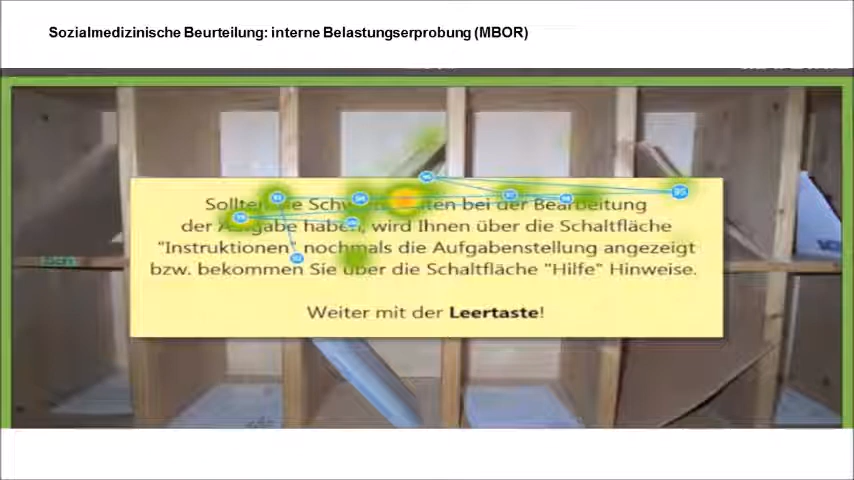 Sozialmedizinische Beurteilung: interne Belastungserprobung (MBOR)
bei der Bearbeitung
der haben, wird Ihnen über die Schaltfläche
"Instruktionen" nochmals die Aufgabenstellung angezeigt
bzw. bekommen Sie über die Schaltfläche "Hilfe" Hinweise.
Weiter mit der Leertaste!